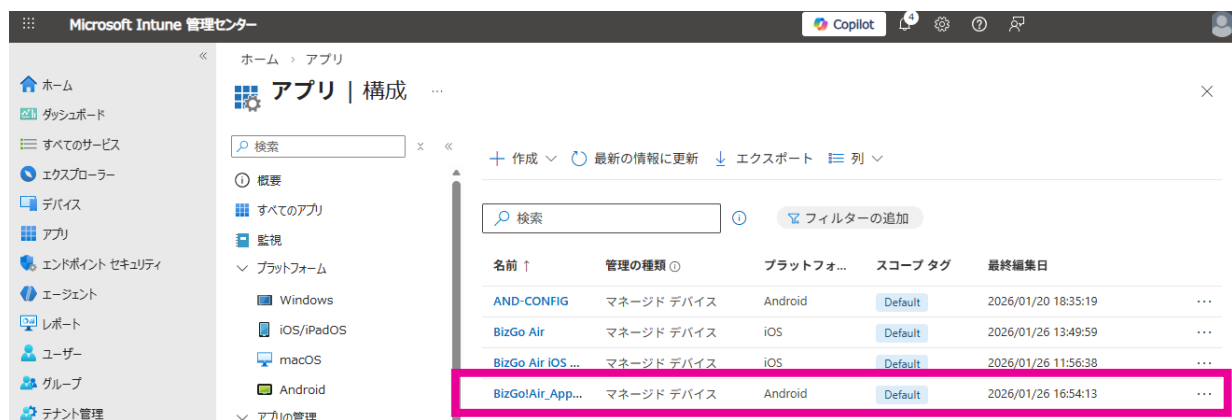 Microsoft Intune 管理センター
Copilot
4
ホーム > アプリ
アプリ | 構成
ホーム
ダッシュボード
すべてのサービス
エクスプローラー
デバイス
アプリ
エンドポイント セキュリティ
エージェント
レポート
ユーザー
グループ
テナント管理
検索
概要
すべてのアプリ
監視
プラットフォーム
Windows
iOS/iPadOS
macOS
Android
アプリの管理
作成 最新の情報に更新 エクスポート 列
検索 フィルターの追加
名前 ↑ 管理の種類 プラットフォ... スコープ タグ 最終編集日
AND-CONFIG マネージド デバイス Android Default 2026/01/20 18:35:19
BizGo Air マネージド デバイス iOS Default 2026/01/26 13:49:59
BizGo Air iOS ... マネージド デバイス iOS Default 2026/01/26 11:56:38
BizGo!Air_App... マネージド デバイス Android Default 2026/01/26 16:54:13